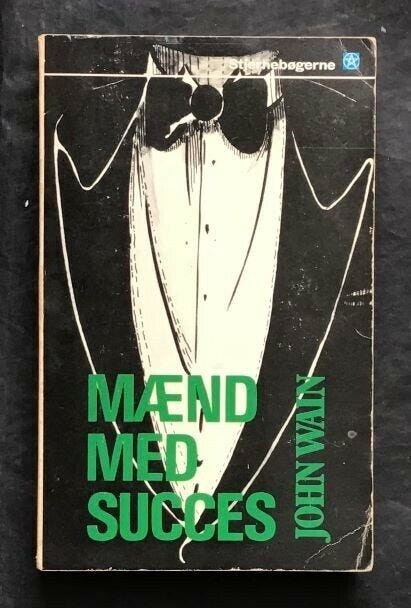 Stjernebøgerne
MÆND
MED
SUCCES
JOHN WAIN